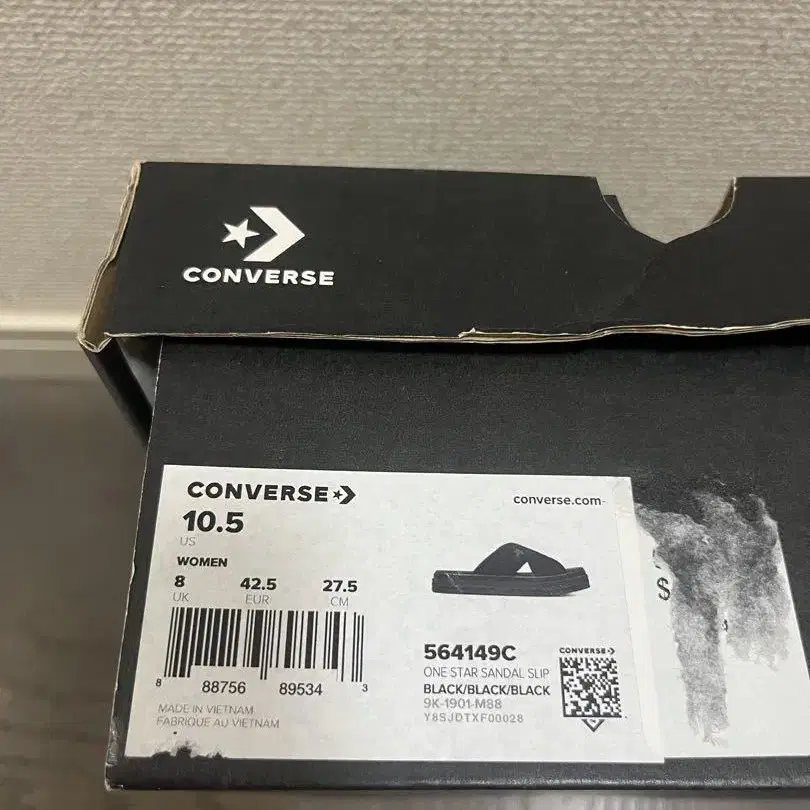 CONVERSE
CONVERSE
converse.com
10.5
US
WOMEN
8 42.5 27.5
UK EUR CM
8 88756 89534 3
MADE IN VIETNAM
FABRIQUE AU VIETNAM
564149C
ONE STAR SANDAL SLIP
BLACK/BLACK/BLACK
9K-1901-M88
Y8SJDTXF00028
CONVERSE
$